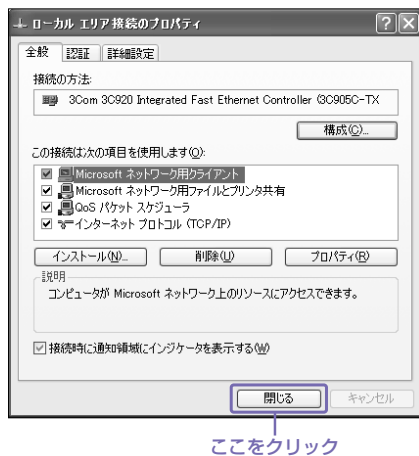 ローカル エリア接続のプロパティ
全般 認証 詳細設定
接続の方法:
3Com 3C920 Integrated Fast Ethernet Controller (3C905C-TX
構成(C)...
この接続は次の項目を使用します(O):
Microsoft ネットワーク用クライアント
Microsoft ネットワーク用ファイルとプリンタ共有
QoS パケット スケジューラ
インターネット プロトコル (TCP/IP)
インストール(N)... 削除(U) プロパティ(R)
説明
コンピュータが Microsoft ネットワーク上のリソースにアクセスできます。
接続時に通知領域にインジケータを表示する(W)
閉じる キャンセル
ここをクリック